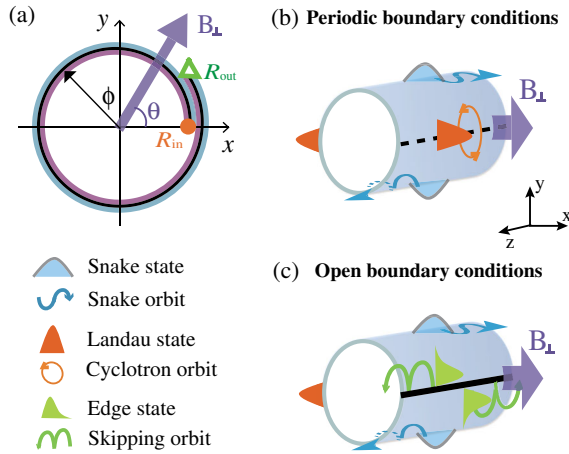 (a)
y
B⊥
R_out
ϕ
θ
R_in
x
(b) Periodic boundary conditions
B⊥
y
x
z
(c) Open boundary conditions
B⊥
Snake state
Snake orbit
Landau state
Cyclotron orbit
Edge state
Skipping orbit